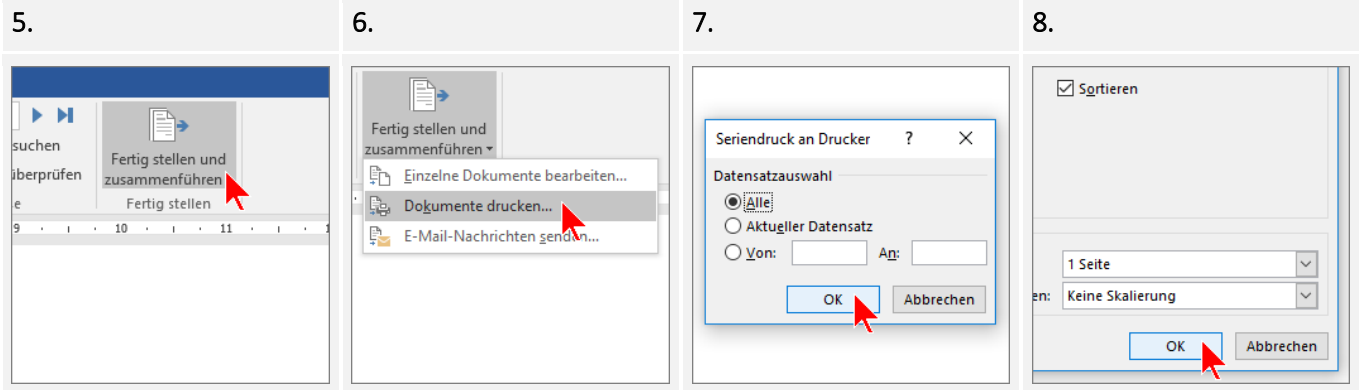 5.
6.
7.
8.
suchen
überprüfen
e
Fertig stellen und
zusammenführen
Fertig stellen
9 10 11 1
Fertig stellen und
zusammenführen
Einzelne Dokumente bearbeiten...
Dokumente drucken...
E-Mail-Nachrichten senden...
Seriendruck an Drucker ?
Datensatzauswahl
Alle
Aktueller Datensatz
Von: An:
OK Abbrechen
Sortieren
1 Seite
en: Keine Skalierung
OK Abbrechen